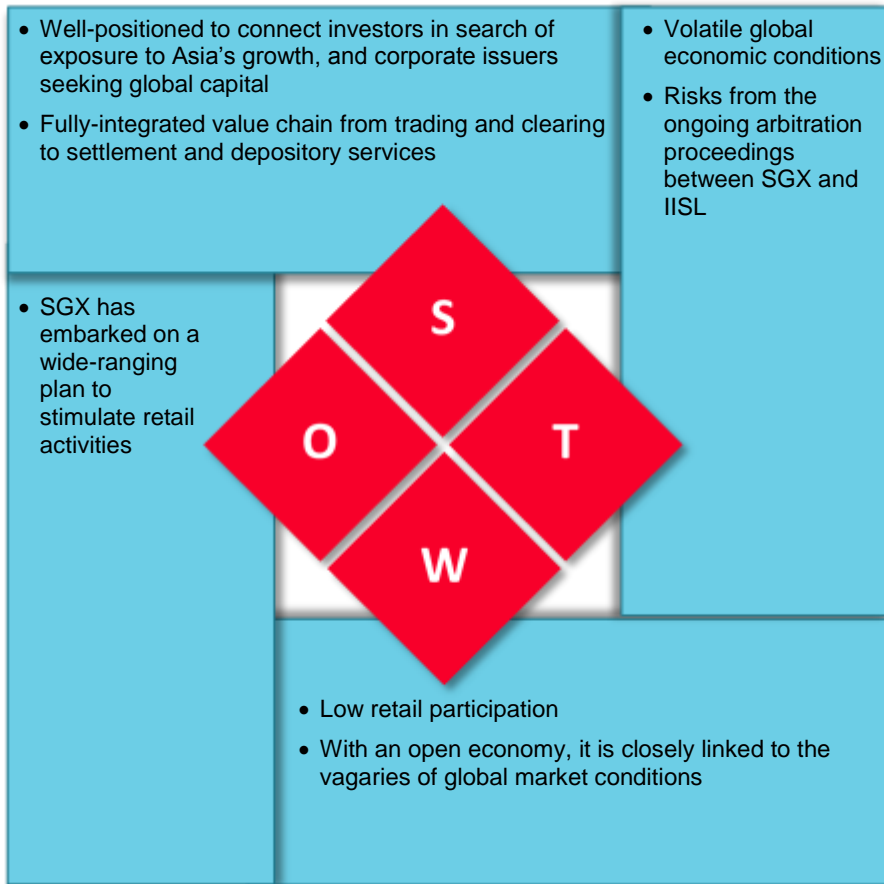 • Well-positioned to connect investors in search of
exposure to Asia’s growth, and corporate issuers
seeking global capital
• Fully-integrated value chain from trading and clearing
to settlement and depository services
• Volatile global
economic conditions
• Risks from the
ongoing arbitration
proceedings
between SGX and
IISL
• SGX has
embarked on a
wide-ranging
plan to
stimulate retail
activities
S
O
T
W
• Low retail participation
• With an open economy, it is closely linked to the
vagaries of global market conditions